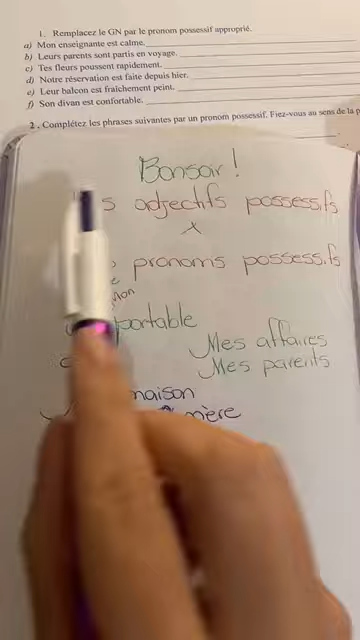 1. Remplacez le GN par le pronom possessif approprié.
a) Mon enseignante est calme.
b) Leurs parents sont partis en voyage.
c) Tes fleurs poussent rapidement.
d) Notre réservation est faite depuis hier.
e) Leur balcon est fraîchement peint.
f) Son divan est confortable.
2. Complétez les phrases suivantes par un pronom possessif. Fiez-vous au sens de la
Bonsoir !
adjectifs possessifs
x
pronoms possessifs
Mon
portable
Mes affaires
Mes parents
maison
mère